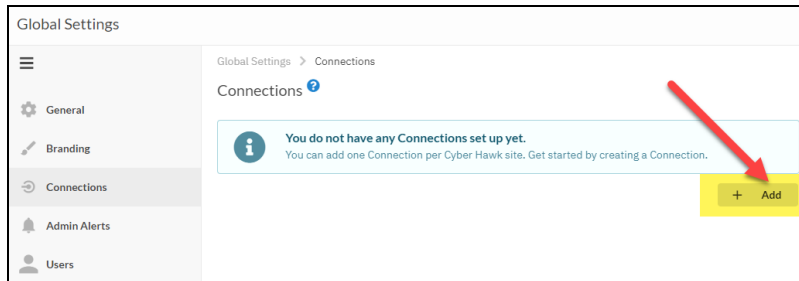 Global Settings
Global Settings > Connections
Connections ?
General
Branding
Connections
Admin Alerts
Users
You do not have any Connections set up yet.
You can add one Connection per Cyber Hawk site. Get started by creating a Connection.
+ Add